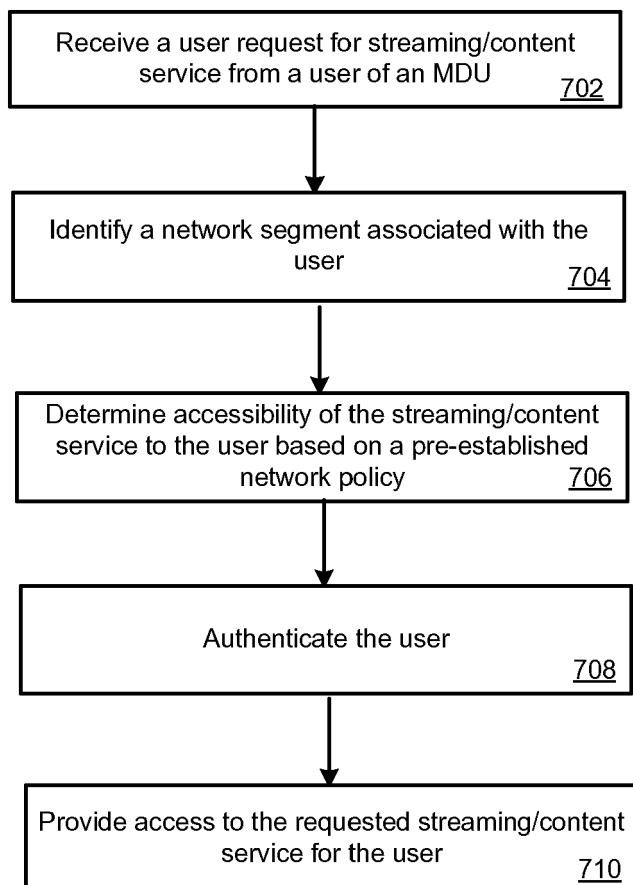 Receive a user request for streaming/content
service from a user of an MDU
702
Identify a network segment associated with the
user
704
Determine accessibility of the streaming/content
service to the user based on a pre-established
network policy
706
Authenticate the user
708
Provide access to the requested streaming/content
service for the user
710